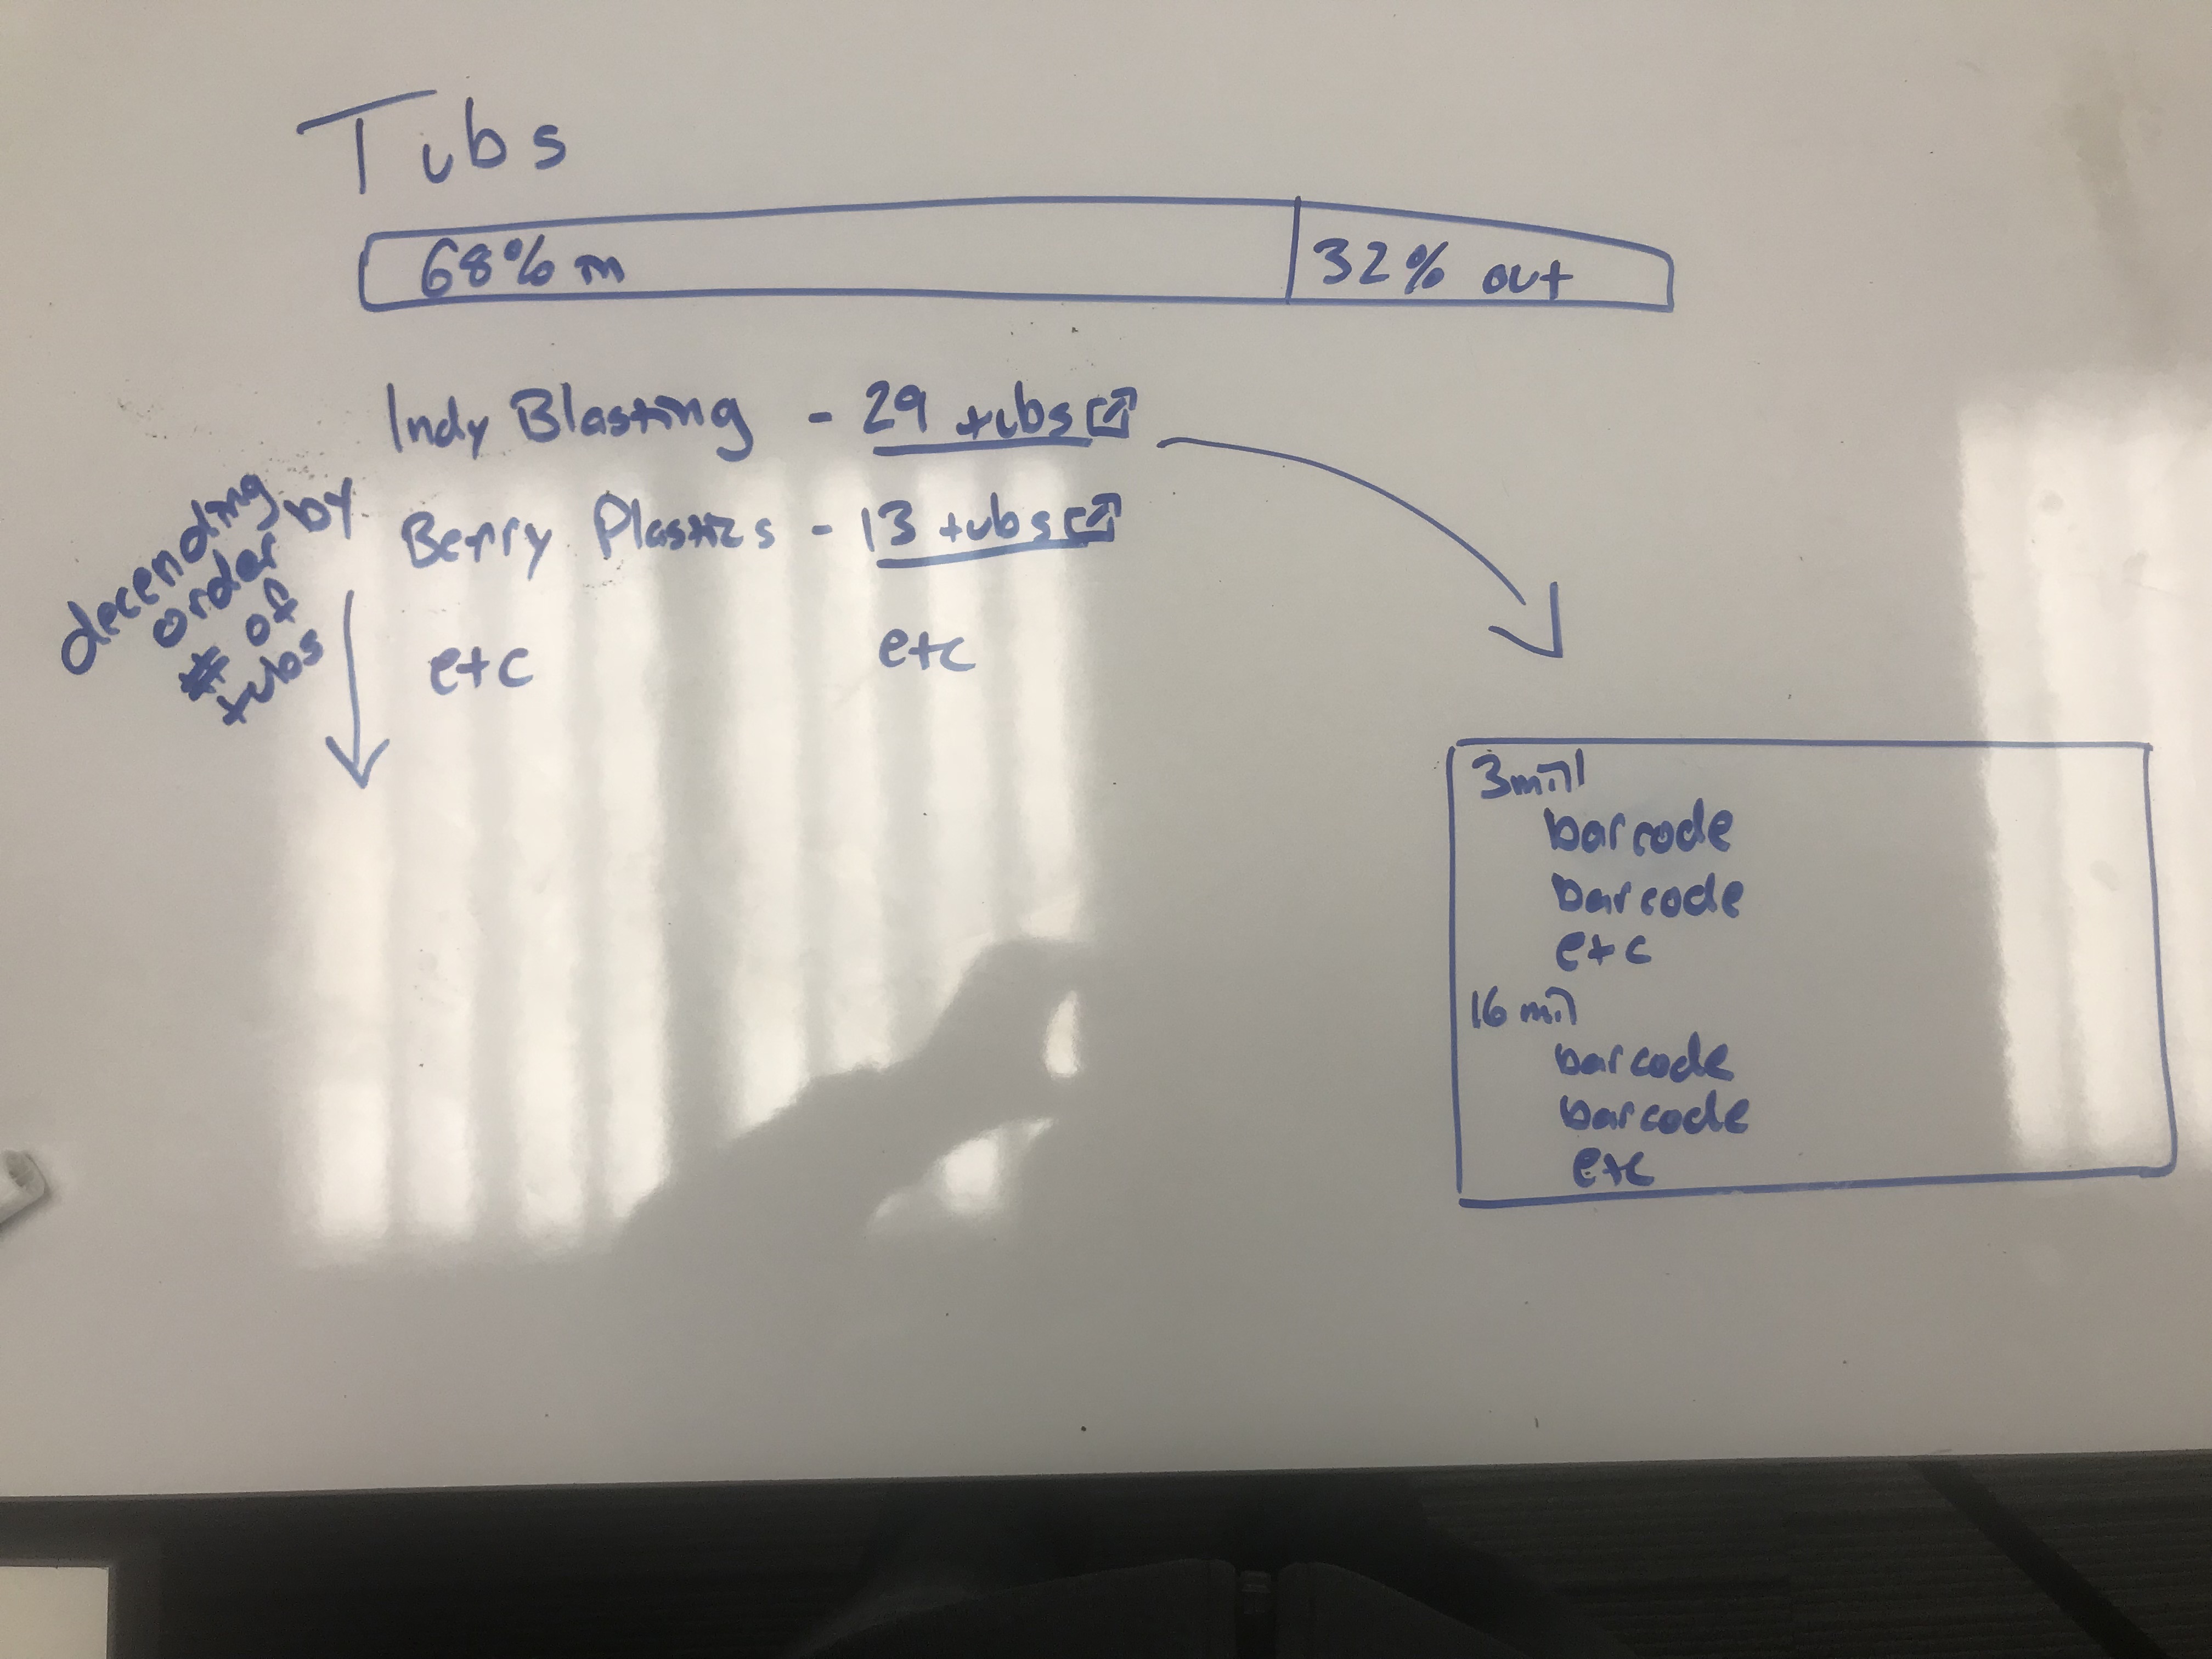 Tubs
68% in
32% out
Indy Blasting - 29 tubs
Berry Plastics - 13 tubs
etc etc
decending
order by
# of
tubs
3mil
barcode
barcode
etc
16 mil
barcode
barcode
etc